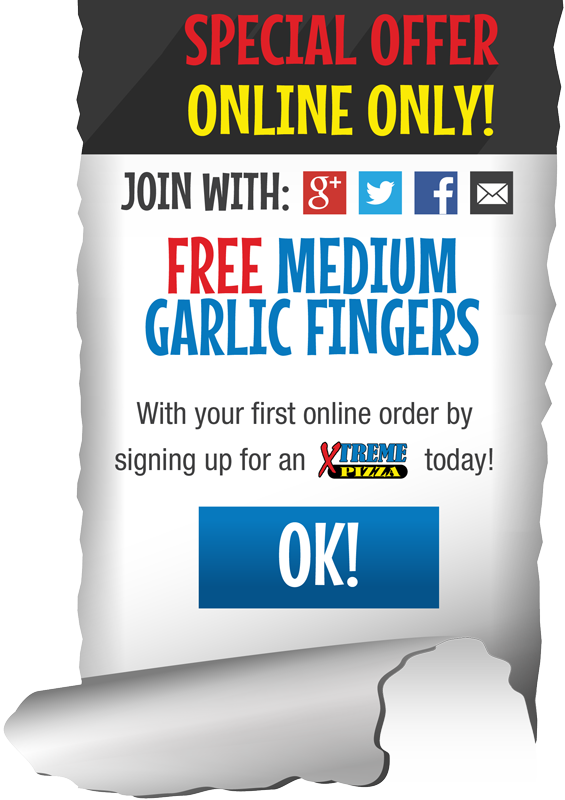 SPECIAL OFFER
ONLINE ONLY!
JOIN WITH: g+ f
FREE MEDIUM
GARLIC FINGERS
With your first online order by
signing up for an XTREME PIZZA today!
OK!